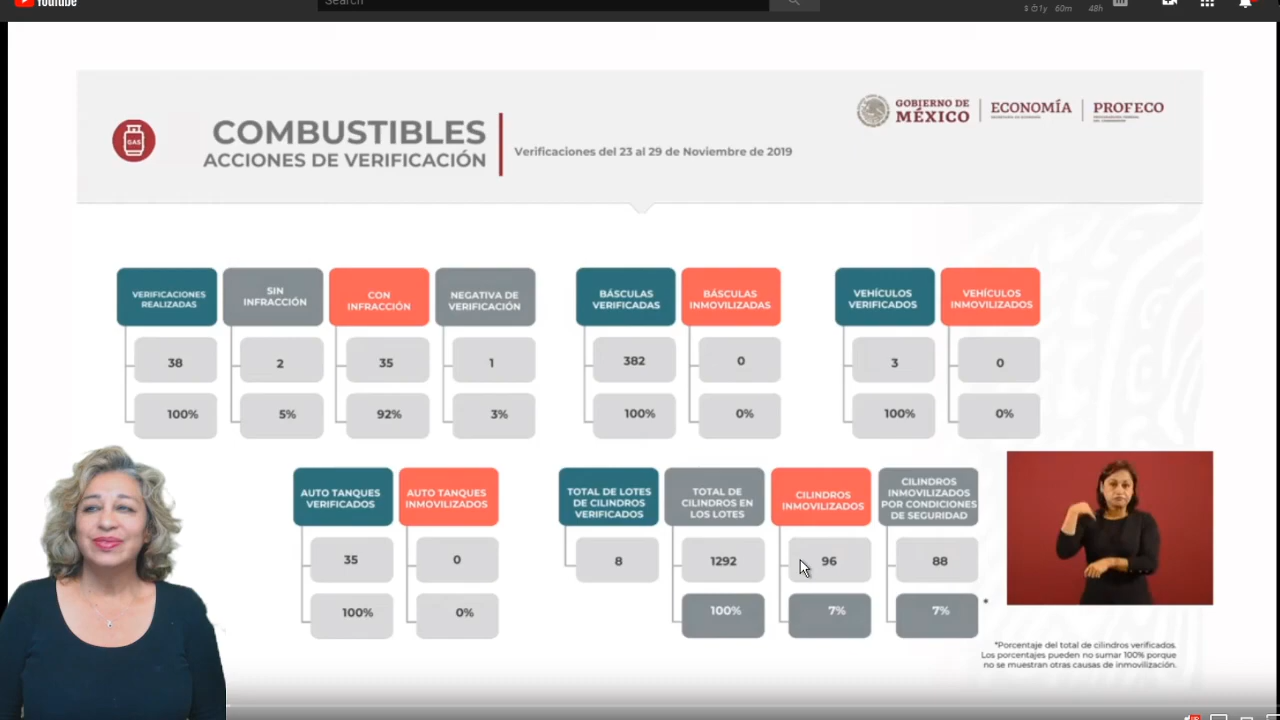 YouTube
Search
60m
48h
GAS
COMBUSTIBLES
ACCIONES DE VERIFICACIÓN
Verificaciones del 23 al 29 de Noviembre de 2019
GOBIERNO DE
MÉXICO
ECONOMÍA
PROFECO
VERIFICACIONES
REALIZADAS
SIN
INFRACCIÓN
CON
INFRACCIÓN
NEGATIVA DE
VERIFICACIÓN
BÁSCULAS
VERIFICADAS
BÁSCULAS
INMOVILIZADAS
VEHÍCULOS
VERIFICADOS
VEHÍCULOS
INMOVILIZADOS
38
2
35
1
382
0
3
0
100%
5%
92%
3%
100%
0%
100%
0%
AUTO TANQUES
VERIFICADOS
AUTO TANQUES
INMOVILIZADOS
TOTAL DE LOTES
DE CILINDROS
VERIFICADOS
TOTAL DE
CILINDROS EN
LOS LOTES
CILINDROS
INMOVILIZADOS
CILINDROS
INMOVILIZADOS
POR CONDICIONES
DE SEGURIDAD
35
0
8
1292
96
88
100%
0%
100%
7%
7%
*
*Porcentaje del total de cilindros verificados.
Los porcentajes pueden no sumar 100% porque
no se muestran otras causas de inmovilización.